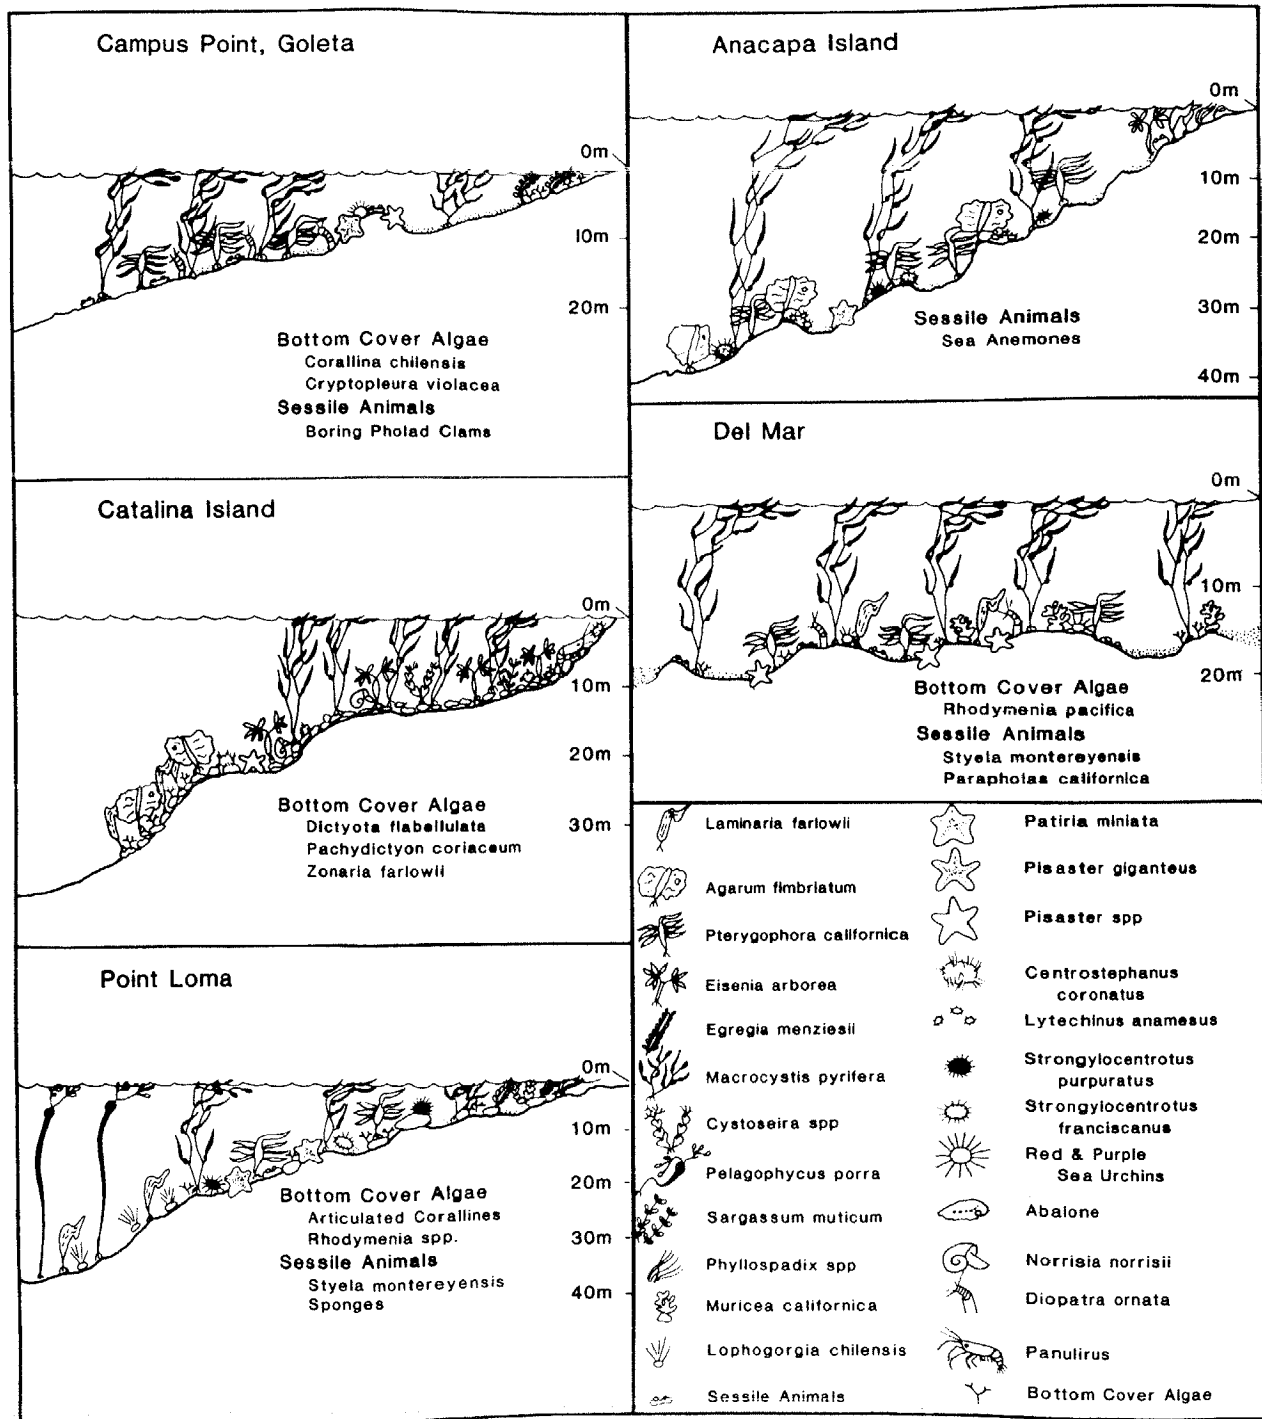 Campus Point, Goleta
0m
10m
20m
Bottom Cover Algae
Corallina chilensis
Cryptopleura violacea
Sessile Animals
Boring Pholad Clams
Anacapa Island
0m
10m
20m
30m
40m
Sessile Animals
Sea Anemones
Catalina Island
0m
10m
20m
30m
Bottom Cover Algae
Dictyota flabellulata
Pachydictyon coriaceum
Zonaria farlowii
Del Mar
0m
10m
20m
Bottom Cover Algae
Rhodymenia pacifica
Sessile Animals
Styela montereyensis
Parapholas californica
Point Loma
0m
10m
20m
30m
40m
Bottom Cover Algae
Articulated Corallines
Rhodymenia spp.
Sessile Animals
Styela montereyensis
Sponges
Laminaria farlowii
Agarum fimbriatum
Pterygophora californica
Eisenia arborea
Egregia menziesii
Macrocystis pyrifera
Cystoseira spp
Pelagophycus porra
Sargassum muticum
Phyllospadix spp
Muricea californica
Lophogorgia chilensis
Sessile Animals
Patiria miniata
Pisaster giganteus
Pisaster spp
Centrostephanus
coronatus
Lytechinus anamesus
Strongylocentrotus
purpuratus
Strongylocentrotus
franciscanus
Red & Purple
Sea Urchins
Abalone
Norrisia norrisii
Diopatra ornata
Panulirus
Bottom Cover Algae